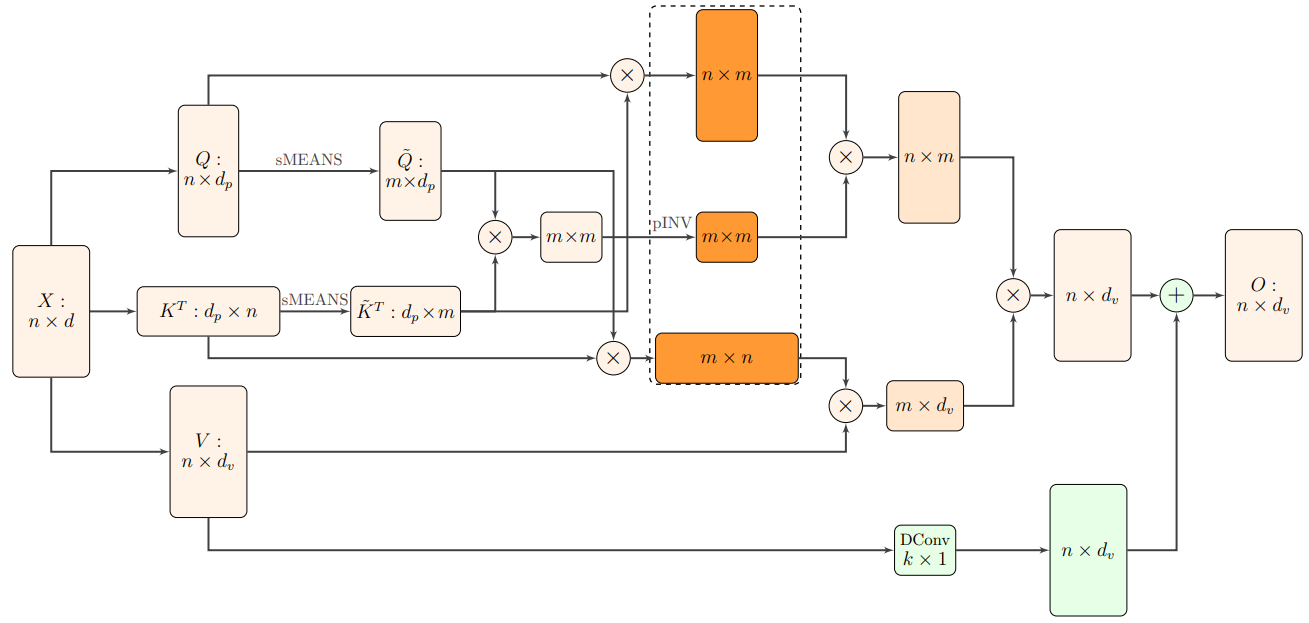 X :
n × d
Q :
n × d_p
sMEANS
Q̃ :
m×d_p
K^T : d_p × n
sMEANS
K̃^T : d_p × m
V :
n × d_v
×
m×m
pINV
×
×
n × m
m×m
m × n
×
n × m
×
m × d_v
×
n × d_v
+
O :
n × d_v
DConv
k × 1
n × d_v